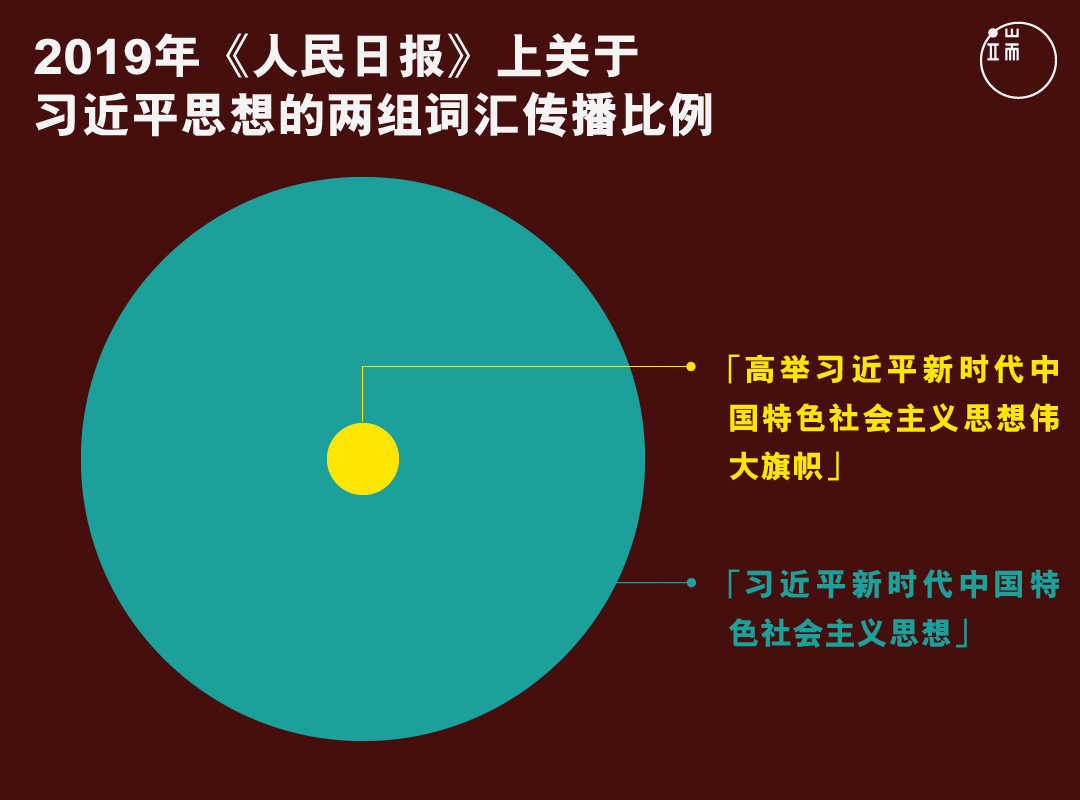 2019年《人民日报》上关于
习近平思想的两组词汇传播比例
端
「高举习近平新时代中
国特色社会主义思想伟
大旗帜」
「习近平新时代中国特
色社会主义思想」